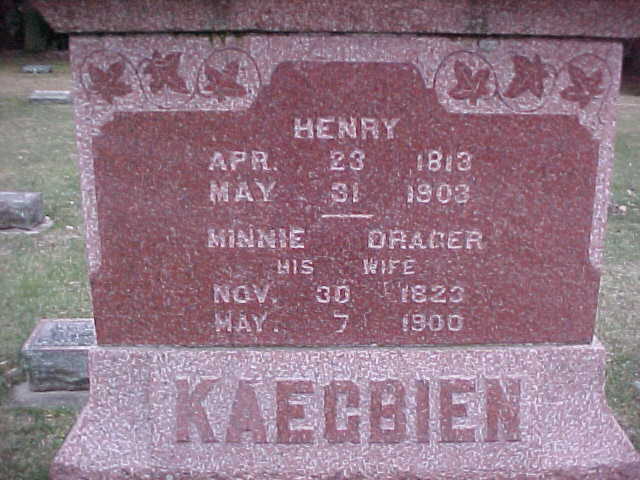 HENRY
APR. 23 1813
MAY 31 1903
MINNIE DRAGER
HIS WIFE
NOV. 30 1823
MAY. 7 1900
KAEGBIEN